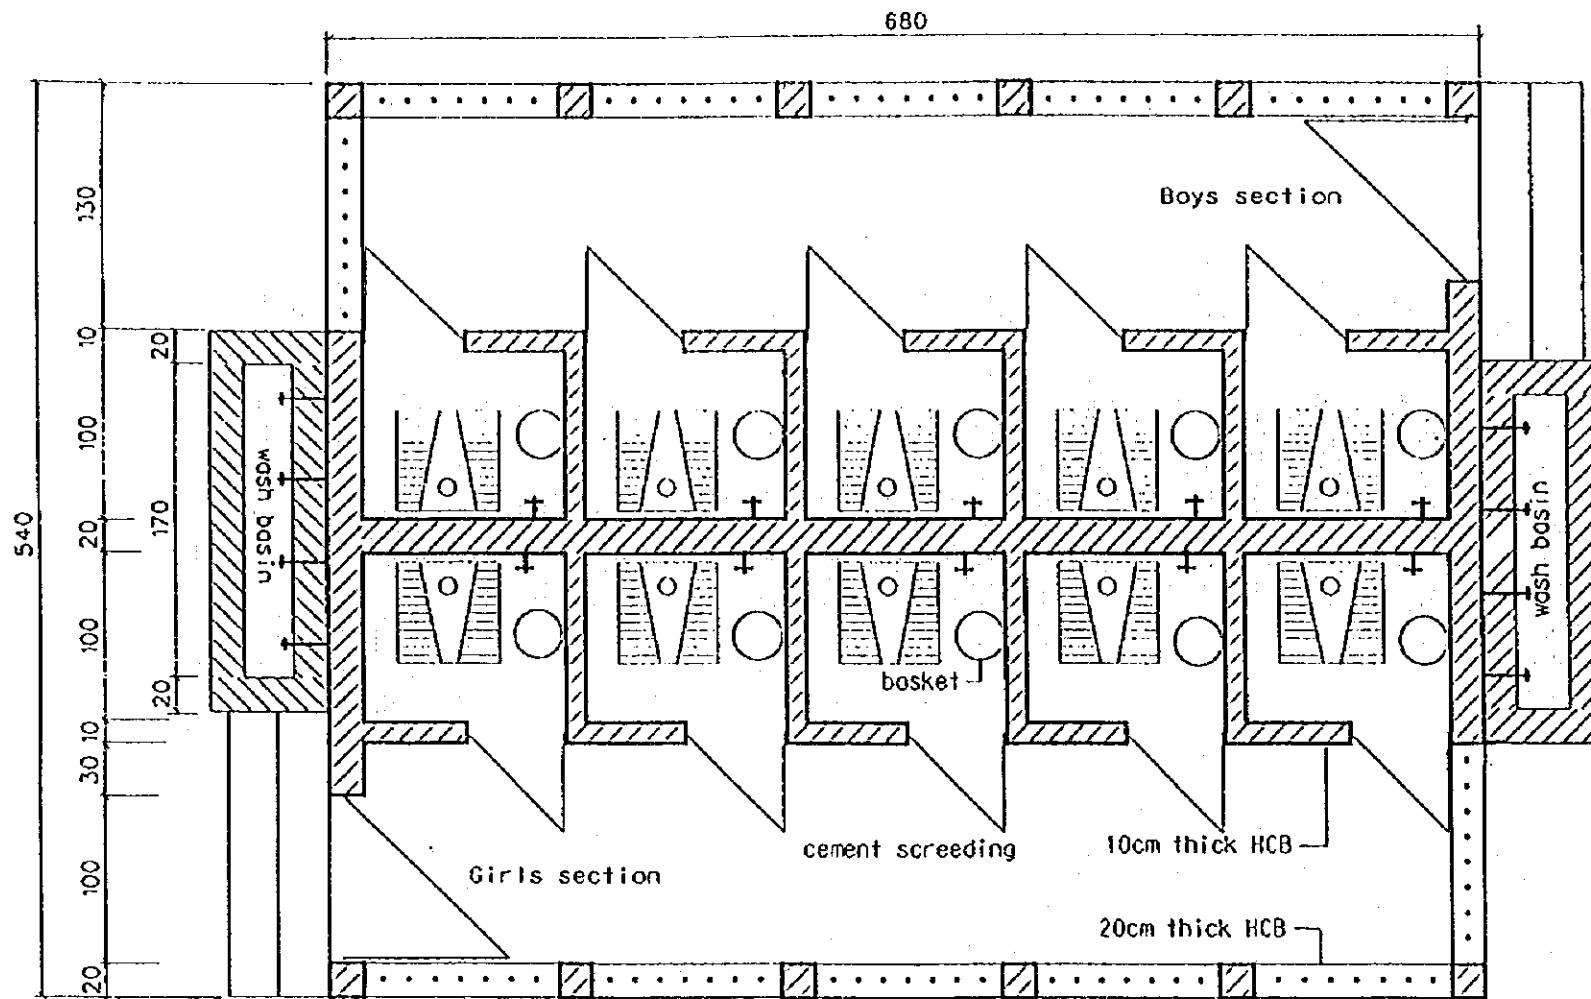 680
130
Boys section
10
20
100
wash basin
170
540
20
wash basin
100
basket
20
10
30
cement screeding
10cm thick HCB
100
Girls section
20cm thick HCB
20